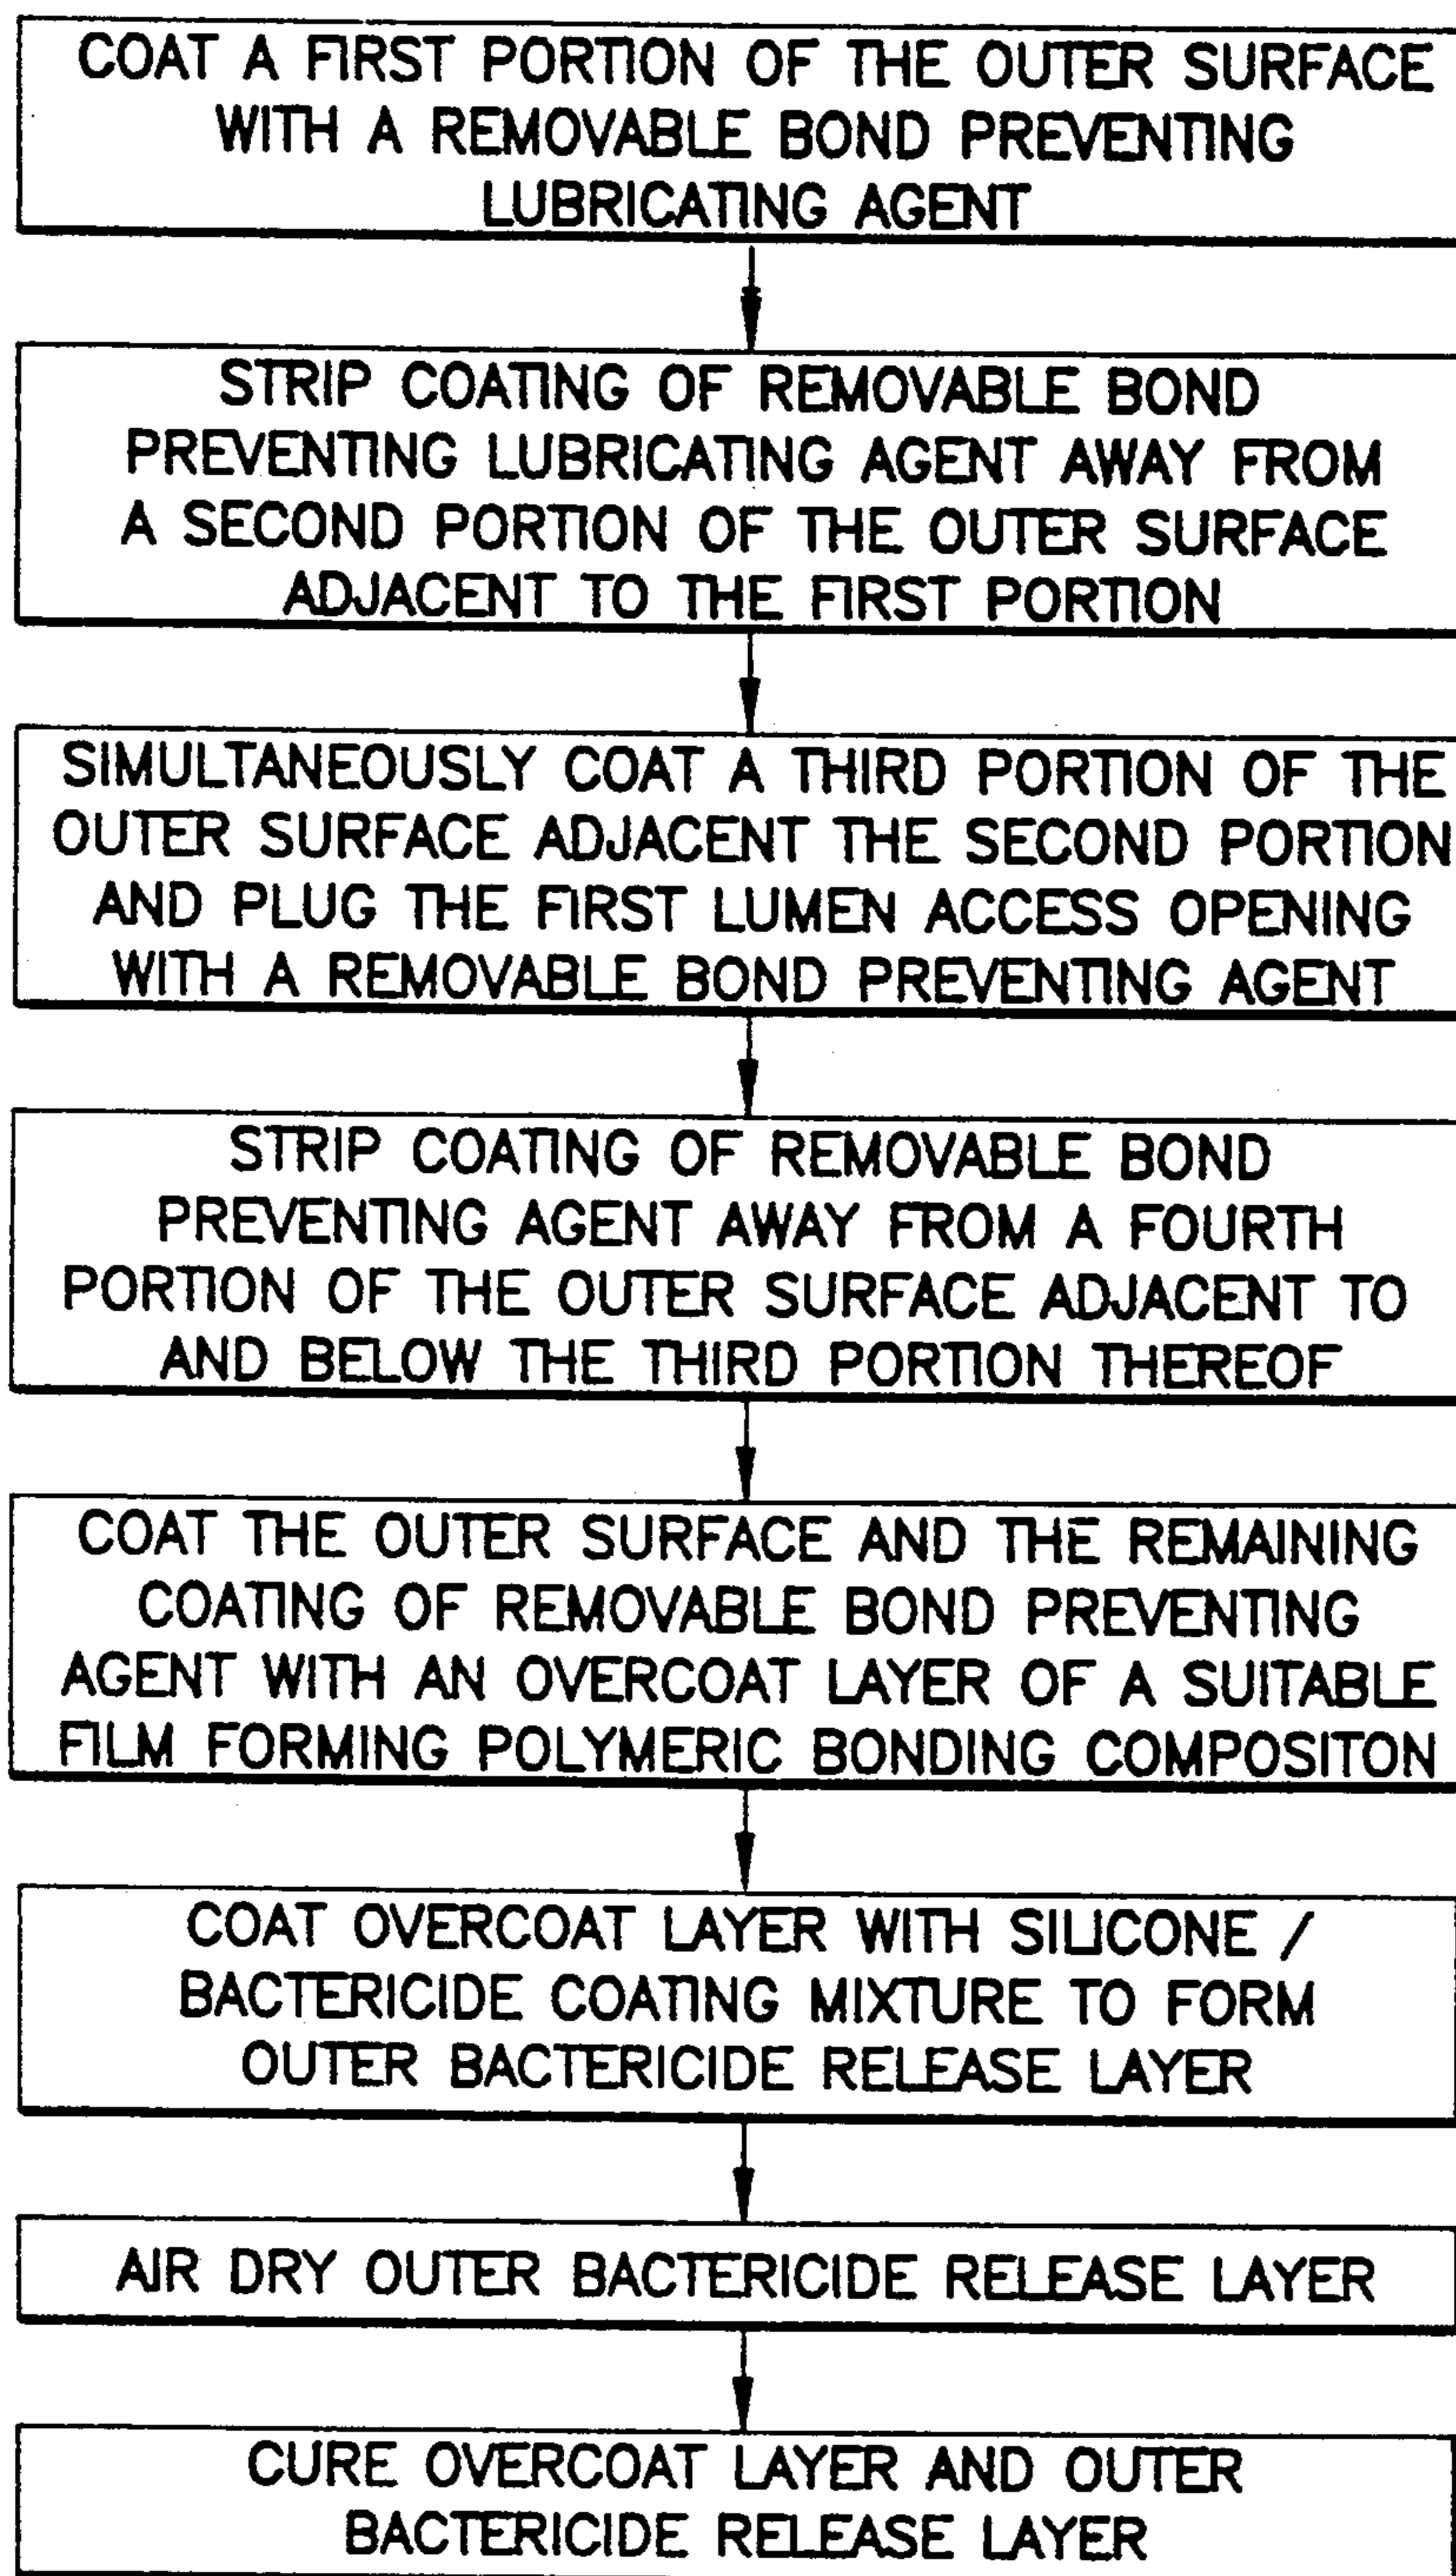 COAT A FIRST PORTION OF THE OUTER SURFACE
WITH A REMOVABLE BOND PREVENTING
LUBRICATING AGENT
STRIP COATING OF REMOVABLE BOND
PREVENTING LUBRICATING AGENT AWAY FROM
A SECOND PORTION OF THE OUTER SURFACE
ADJACENT TO THE FIRST PORTION
SIMULTANEOUSLY COAT A THIRD PORTION OF THE
OUTER SURFACE ADJACENT THE SECOND PORTION
AND PLUG THE FIRST LUMEN ACCESS OPENING
WITH A REMOVABLE BOND PREVENTING AGENT
STRIP COATING OF REMOVABLE BOND
PREVENTING AGENT AWAY FROM A FOURTH
PORTION OF THE OUTER SURFACE ADJACENT TO
AND BELOW THE THIRD PORTION THEREOF
COAT THE OUTER SURFACE AND THE REMAINING
COATING OF REMOVABLE BOND PREVENTING
AGENT WITH AN OVERCOAT LAYER OF A SUITABLE
FILM FORMING POLYMERIC BONDING COMPOSITON
COAT OVERCOAT LAYER WITH SILICONE /
BACTERICIDE COATING MIXTURE TO FORM
OUTER BACTERICIDE RELEASE LAYER
AIR DRY OUTER BACTERICIDE RELEASE LAYER
CURE OVERCOAT LAYER AND OUTER
BACTERICIDE RELEASE LAYER